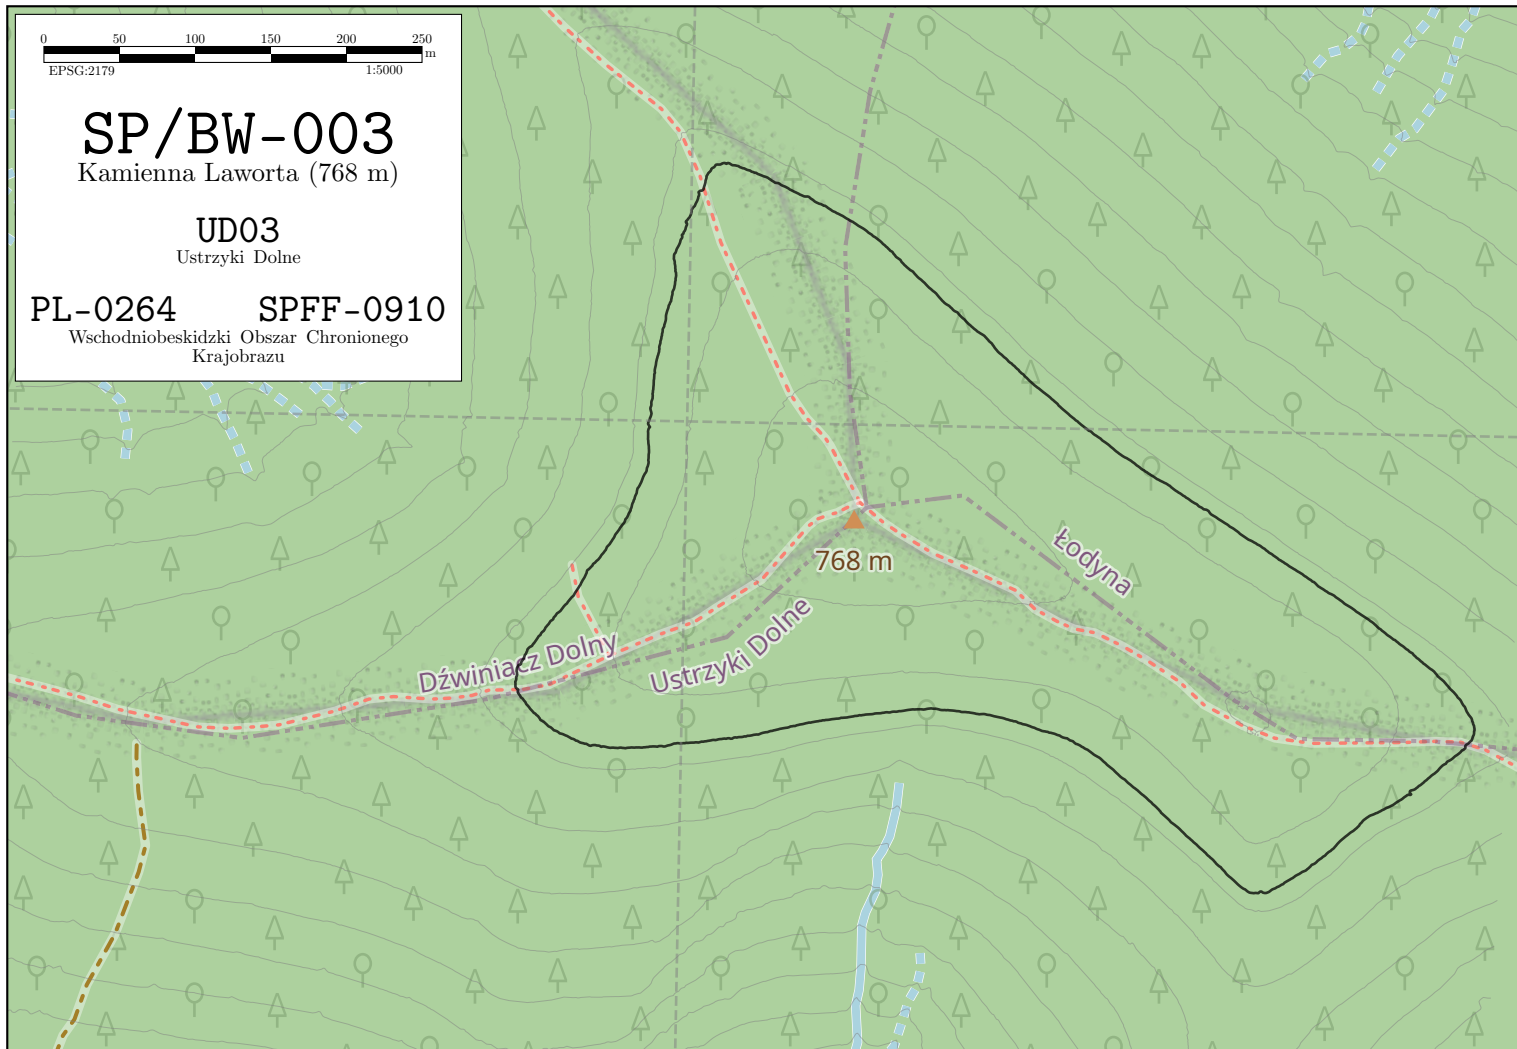 0 50 100 150 200 250
m
EPSG:2179 1:5000
SP/BW-003
Kamienna Laworta (768 m)
UD03
Ustrzyki Dolne
PL-0264 SPFF-0910
Wschodniobeskidzki Obszar Chronionego
Krajobrazu
768 m
Łodyna
Dźwiniacz Dolny
Ustrzyki Dolne